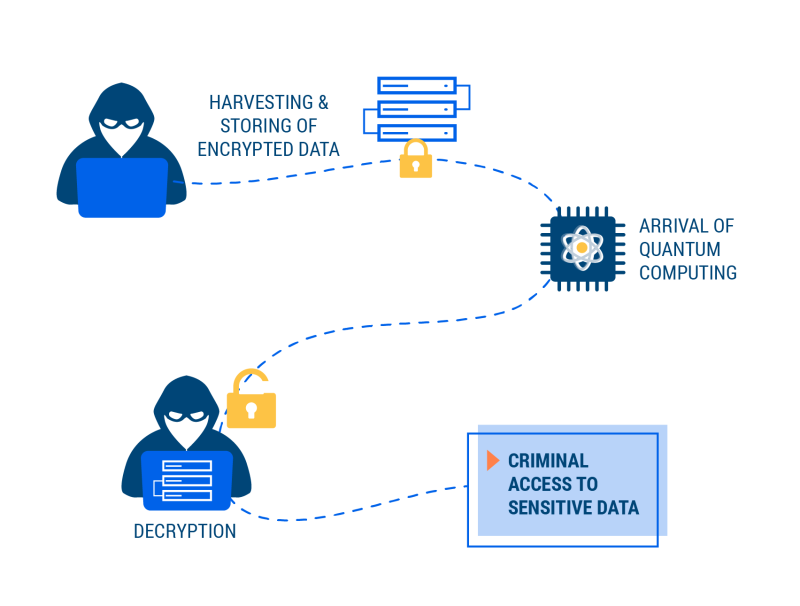 HARVESTING &
STORING OF
ENCRYPTED DATA
ARRIVAL OF
QUANTUM
COMPUTING
DECRYPTION
CRIMINAL
ACCESS TO
SENSITIVE DATA